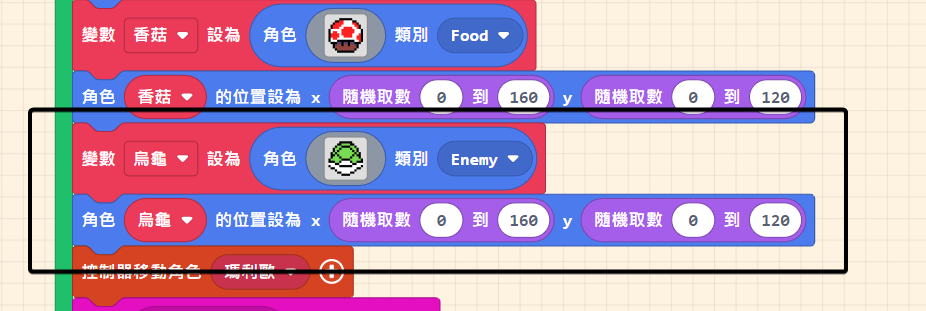 變數 香菇 設為 角色 類別 Food
角色 香菇 的位置設為 x 隨機取數 0 到 160 y 隨機取數 0 到 120
變數 烏龜 設為 角色 類別 Enemy
角色 烏龜 的位置設為 x 隨機取數 0 到 160 y 隨機取數 0 到 120
控制器移動角色 瑪利歐